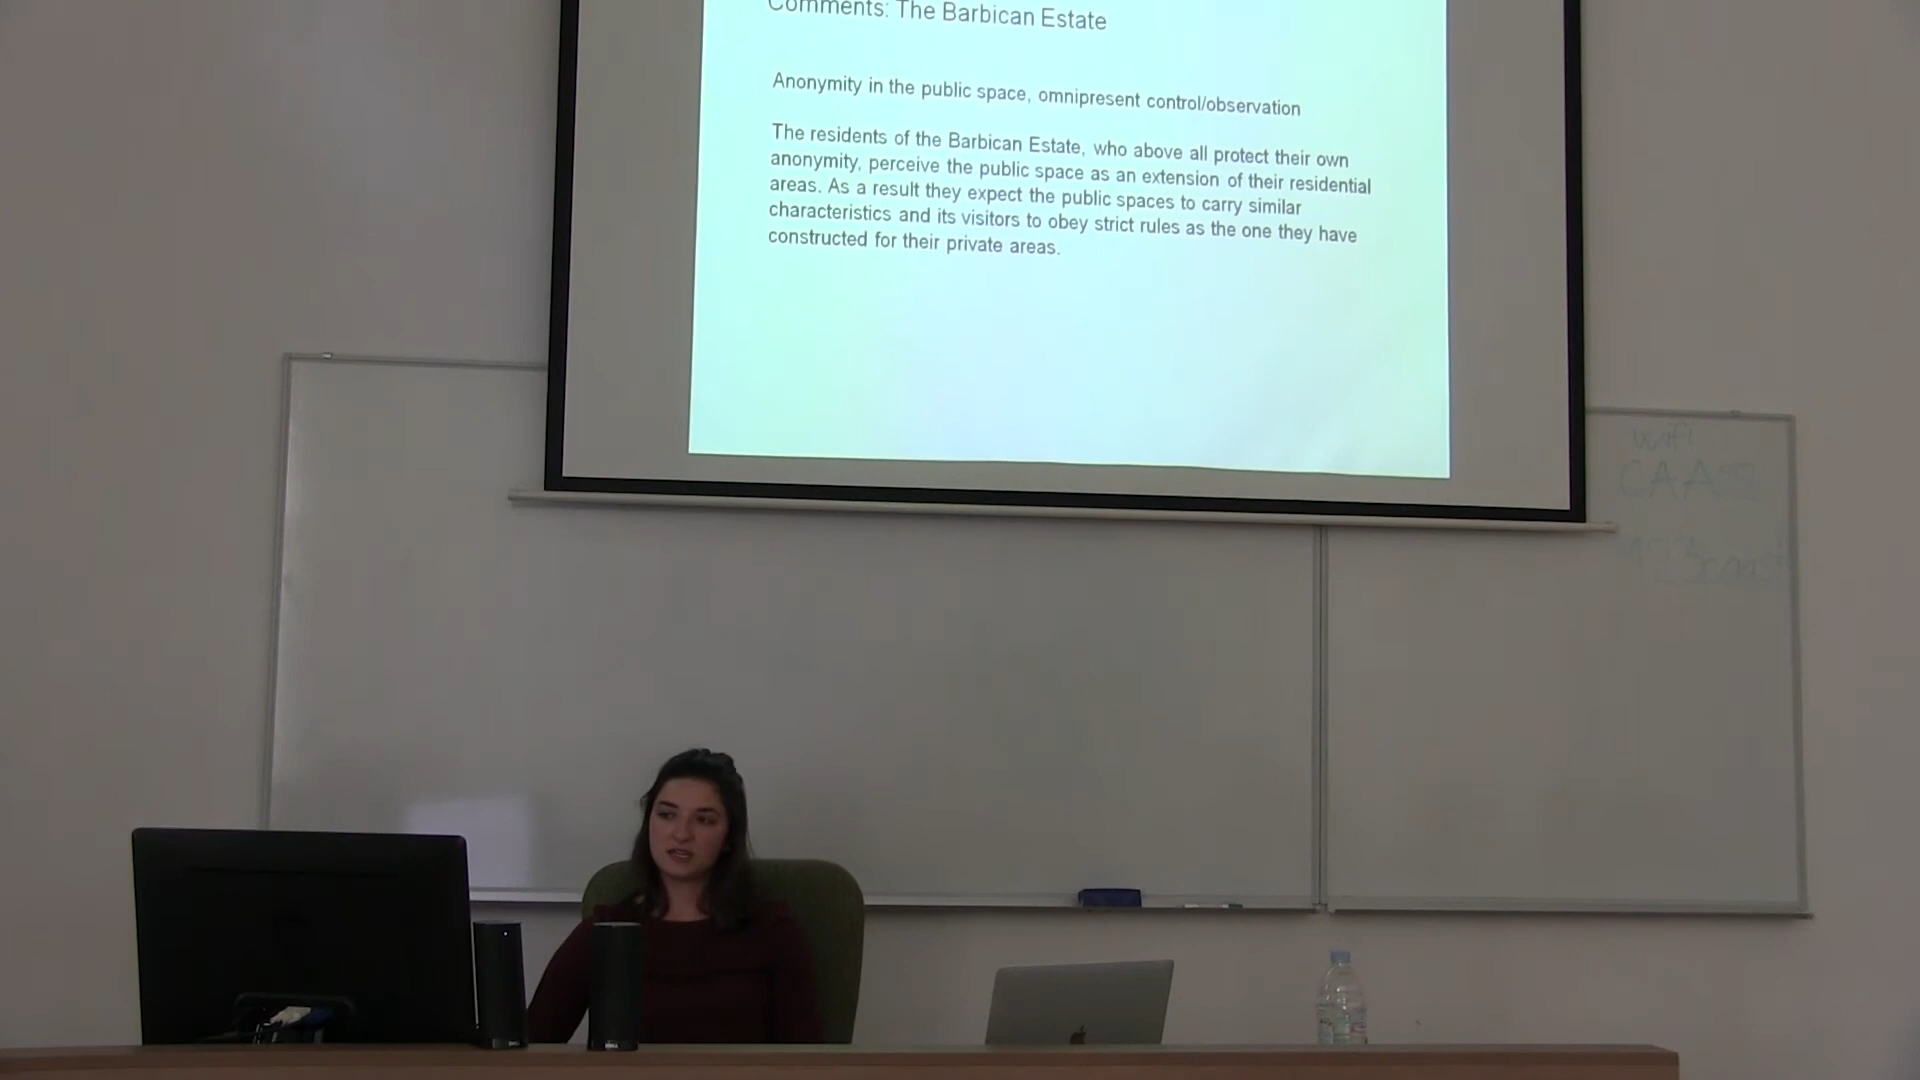 Comments: The Barbican Estate
Anonymity in the public space, omnipresent control/observation
The residents of the Barbican Estate, who above all protect their own
anonymity, perceive the public space as an extension of their residential
areas. As a result they expect the public spaces to carry similar
characteristics and its visitors to obey strict rules as the one they have
constructed for their private areas.
wifi